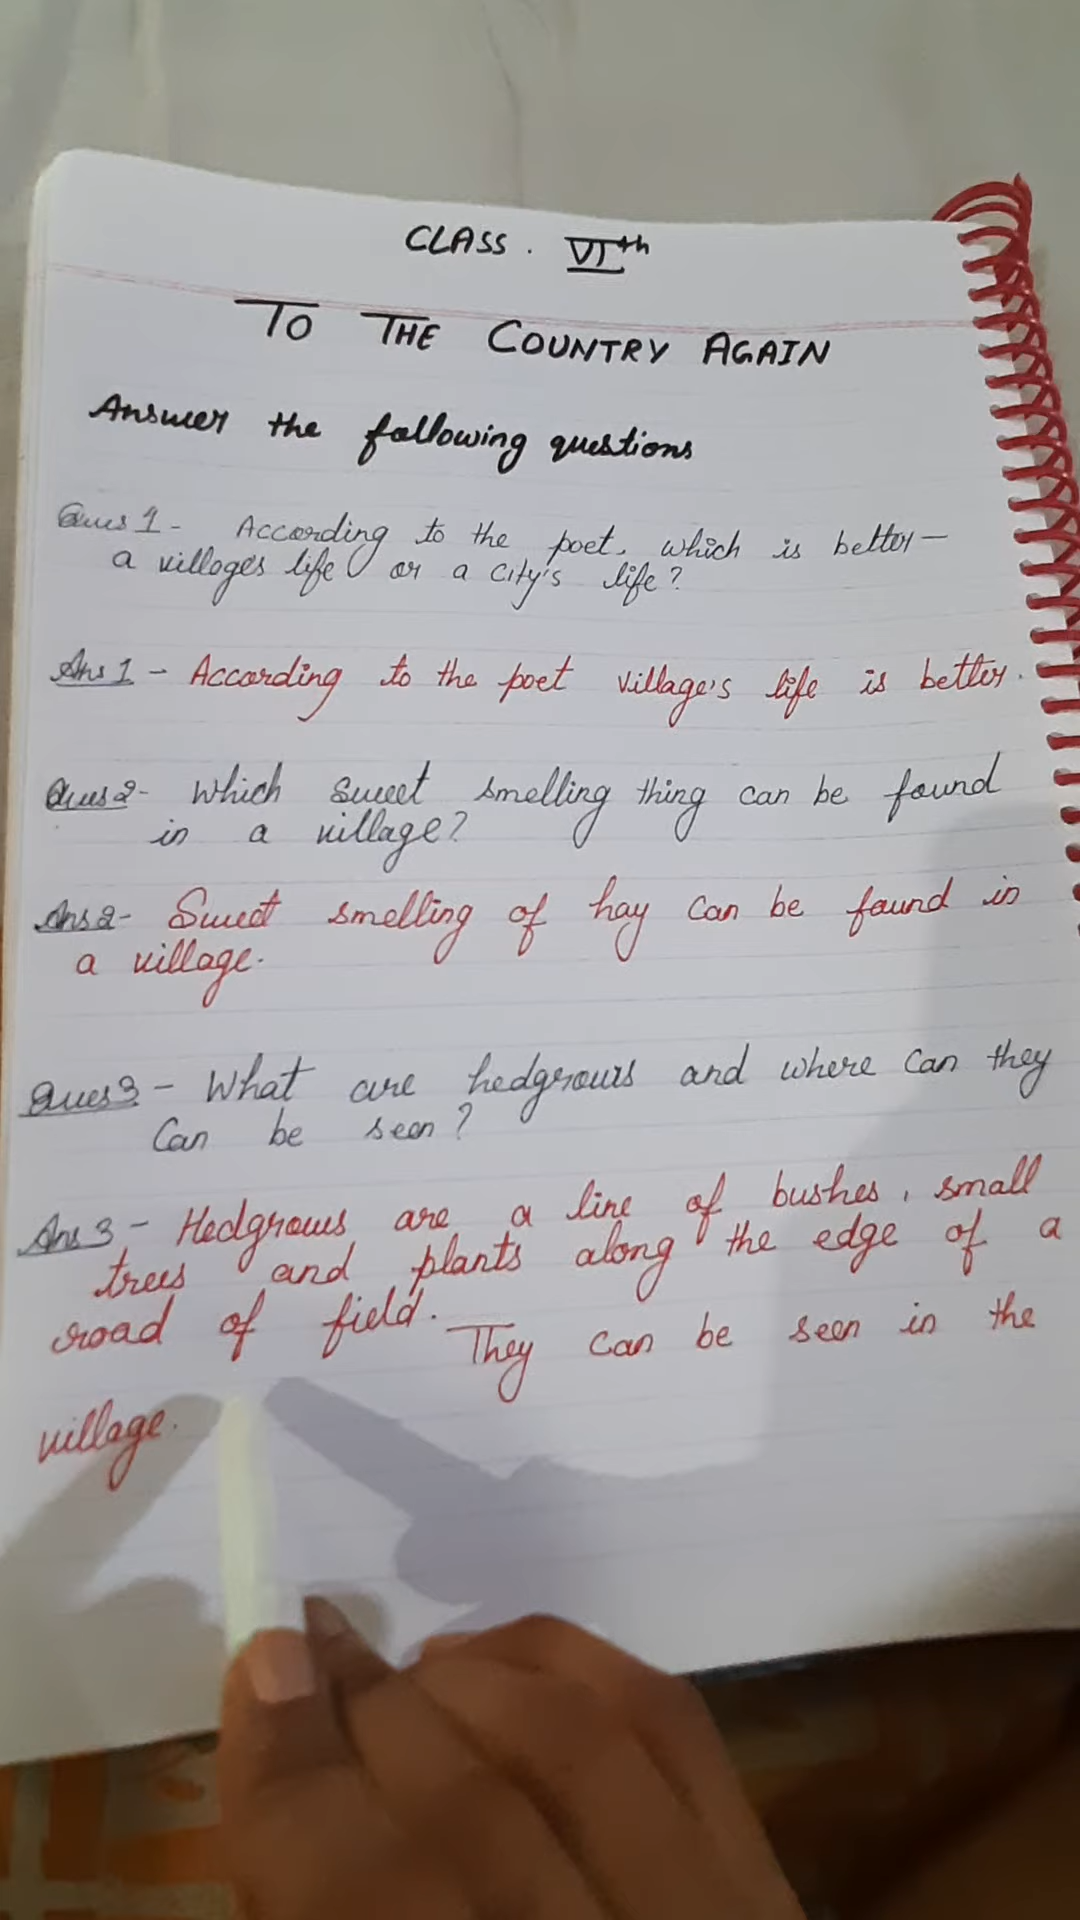 CLASS. VIth
TO THE COUNTRY AGAIN
Answer the following questions
Ques 1- According to the poet, which is better-
a village's life or a city's life?
Ans 1- According to the poet village's life is better.
Ques 2- Which sweet smelling thing can be found
in a village?
Ans 2- Sweet smelling of hay can be found in
a village.
Ques 3- What are hedgrows and where can they
can be seen?
Ans 3- Hedgrows are a line of bushes, small
trees and plants along the edge of a
road of field. They can be seen in the
village.